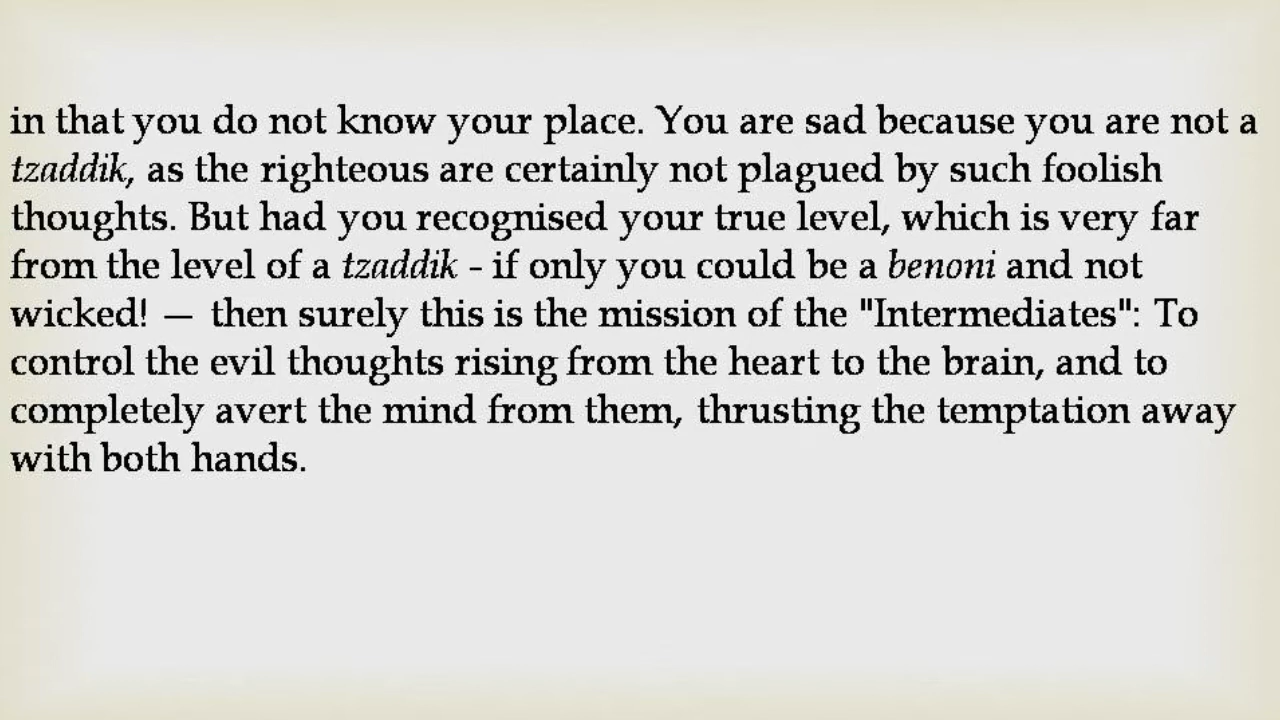 in that you do not know your place. You are sad because you are not a
tzaddik, as the righteous are certainly not plagued by such foolish
thoughts. But had you recognised your true level, which is very far
from the level of a tzaddik - if only you could be a benoni and not
wicked! — then surely this is the mission of the "Intermediates": To
control the evil thoughts rising from the heart to the brain, and to
completely avert the mind from them, thrusting the temptation away
with both hands.